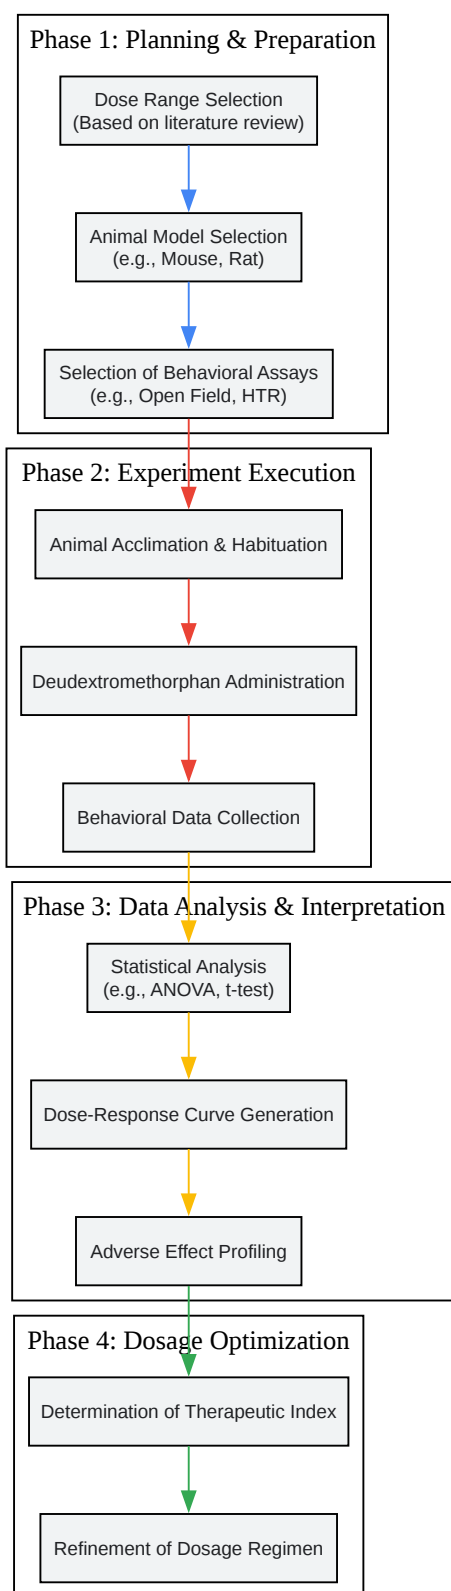 Phase 1: Planning & Preparation
Dose Range Selection
(Based on literature review)
Animal Model Selection
(e.g., Mouse, Rat)
Selection of Behavioral Assays
(e.g., Open Field, HTR)
Phase 2: Experiment Execution
Animal Acclimation & Habituation
Deudextromethorphan Administration
Behavioral Data Collection
Phase 3: Data Analysis & Interpretation
Statistical Analysis
(e.g., ANOVA, t-test)
Dose-Response Curve Generation
Adverse Effect Profiling
Phase 4: Dosage Optimization
Determination of Therapeutic Index
Refinement of Dosage Regimen